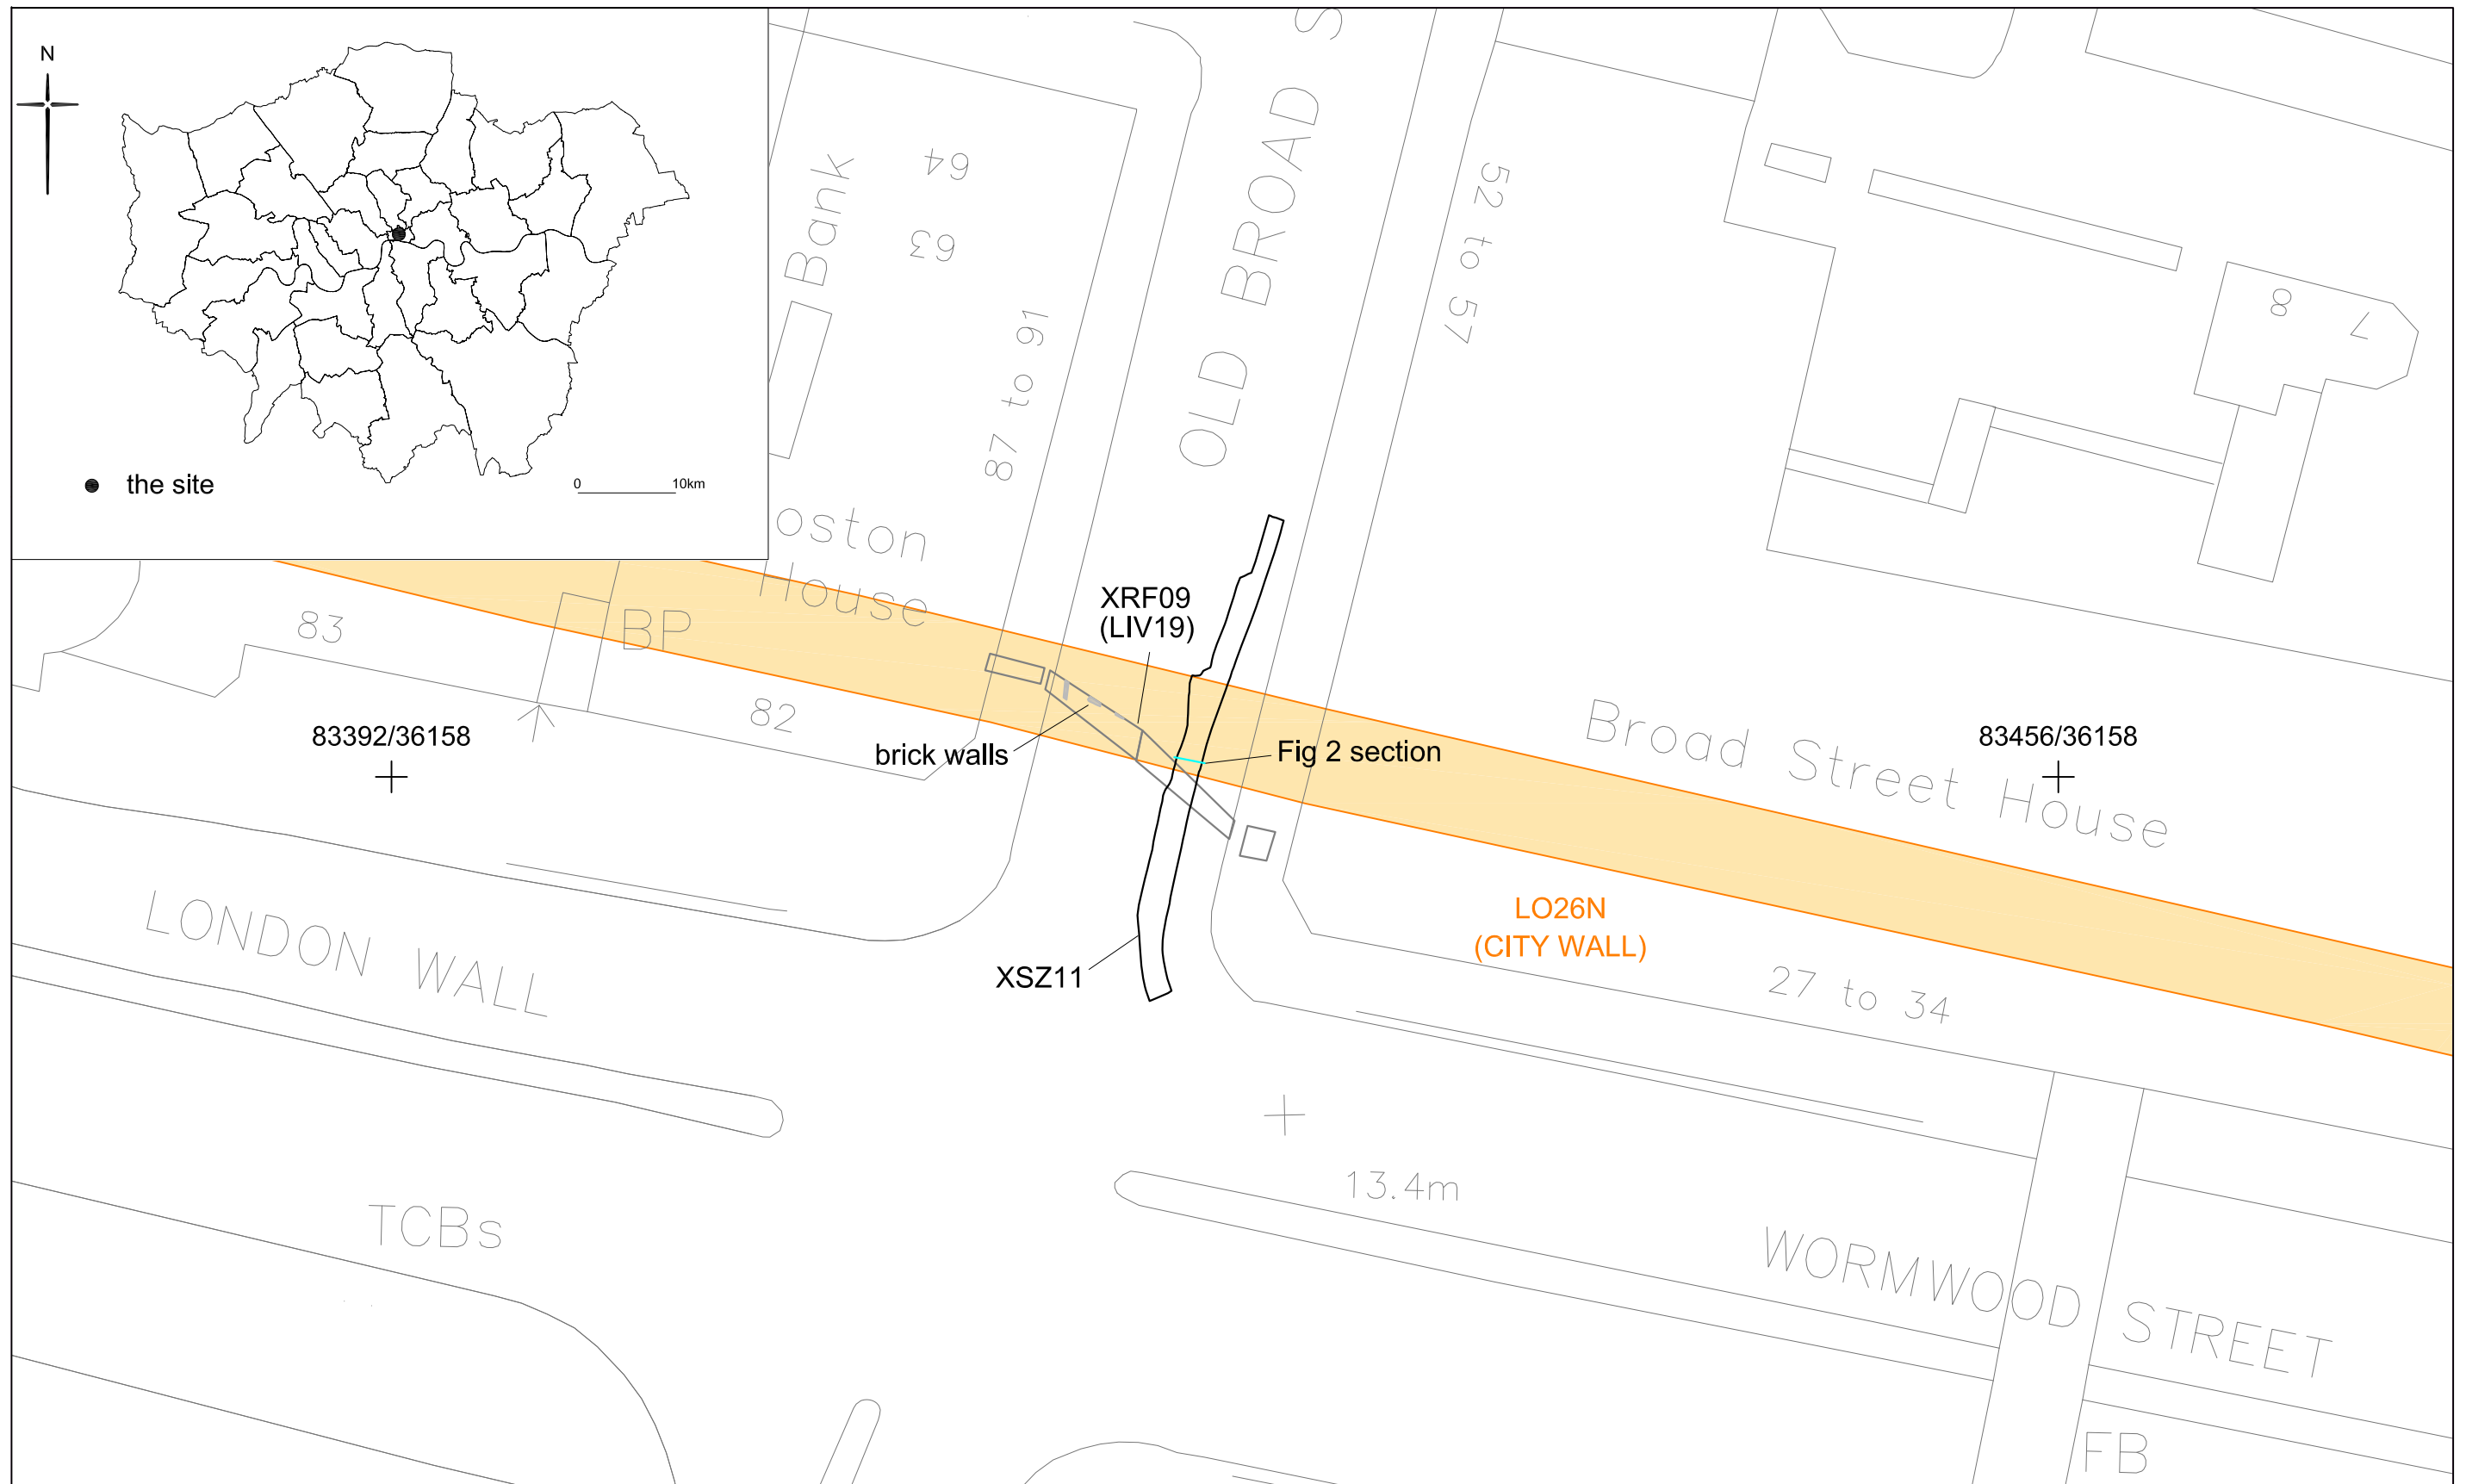 N
the site
0 10km
Bank
64
63
87 to 91
OLD BROAD S
52 to 57
8
7
oston
House
83
BP
82
XRF09
(LIV19)
brick walls
Fig 2 section
83392/36158
83456/36158
Broad Street House
LO26N
(CITY WALL)
27 to 34
XSZ11
LONDON WALL
TCBs
13.4m
WORMWOOD STREET
FB